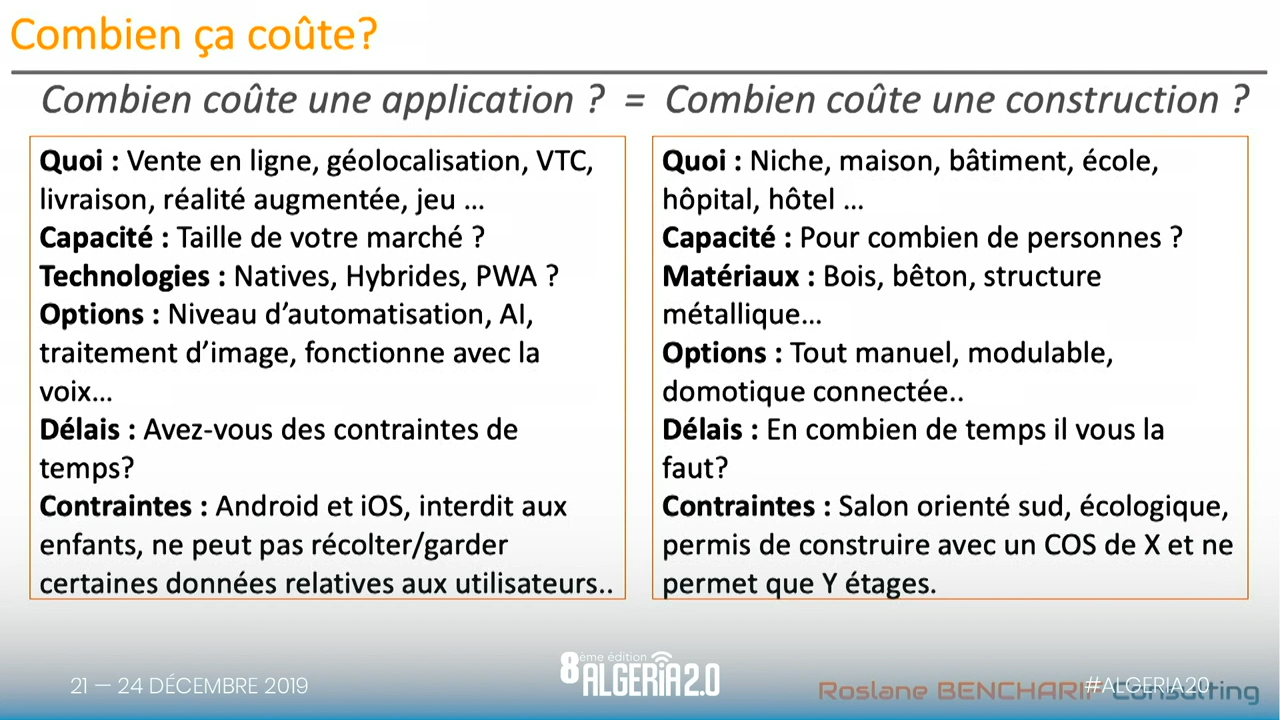 Combien ça coûte?
Combien coûte une application ? = Combien coûte une construction ?
Quoi : Vente en ligne, géolocalisation, VTC,
livraison, réalité augmentée, jeu ...
Capacité : Taille de votre marché ?
Technologies : Natives, Hybrides, PWA ?
Options : Niveau d'automatisation, AI,
traitement d'image, fonctionne avec la
voix...
Délais : Avez-vous des contraintes de
temps?
Contraintes : Android et iOS, interdit aux
enfants, ne peut pas récolter/garder
certaines données relatives aux utilisateurs..
Quoi : Niche, maison, bâtiment, école,
hôpital, hôtel ...
Capacité : Pour combien de personnes ?
Matériaux : Bois, bêton, structure
métallique...
Options : Tout manuel, modulable,
domotique connectée..
Délais : En combien de temps il vous la
faut?
Contraintes : Salon orienté sud, écologique,
permis de construire avec un COS de X et ne
permet que Y étages.
21 — 24 DÉCEMBRE 2019
8ème édition
ALGERIA2.0
#ALGERIA20
Roslane BENCHARIF Consulting